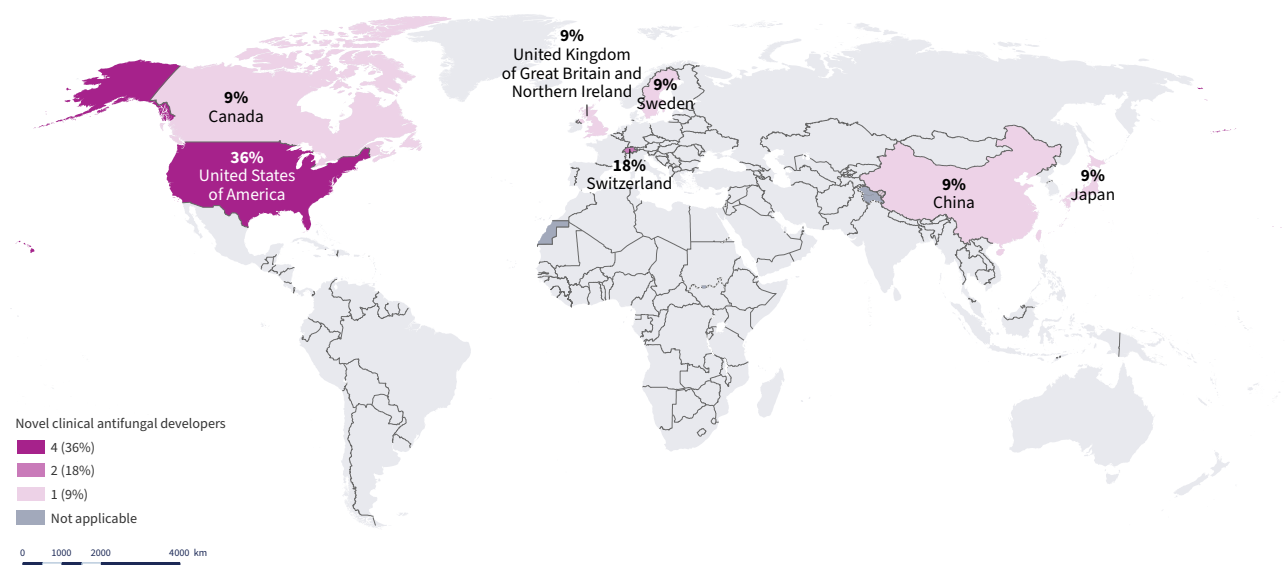 9%
United Kingdom
of Great Britain and
Northern Ireland
9%
Sweden
9%
Canada
36%
United States
of America
18%
Switzerland
9%
China
9%
Japan
Novel clinical antifungal developers
4 (36%)
2 (18%)
1 (9%)
Not applicable
0 1000 2000 4000 km